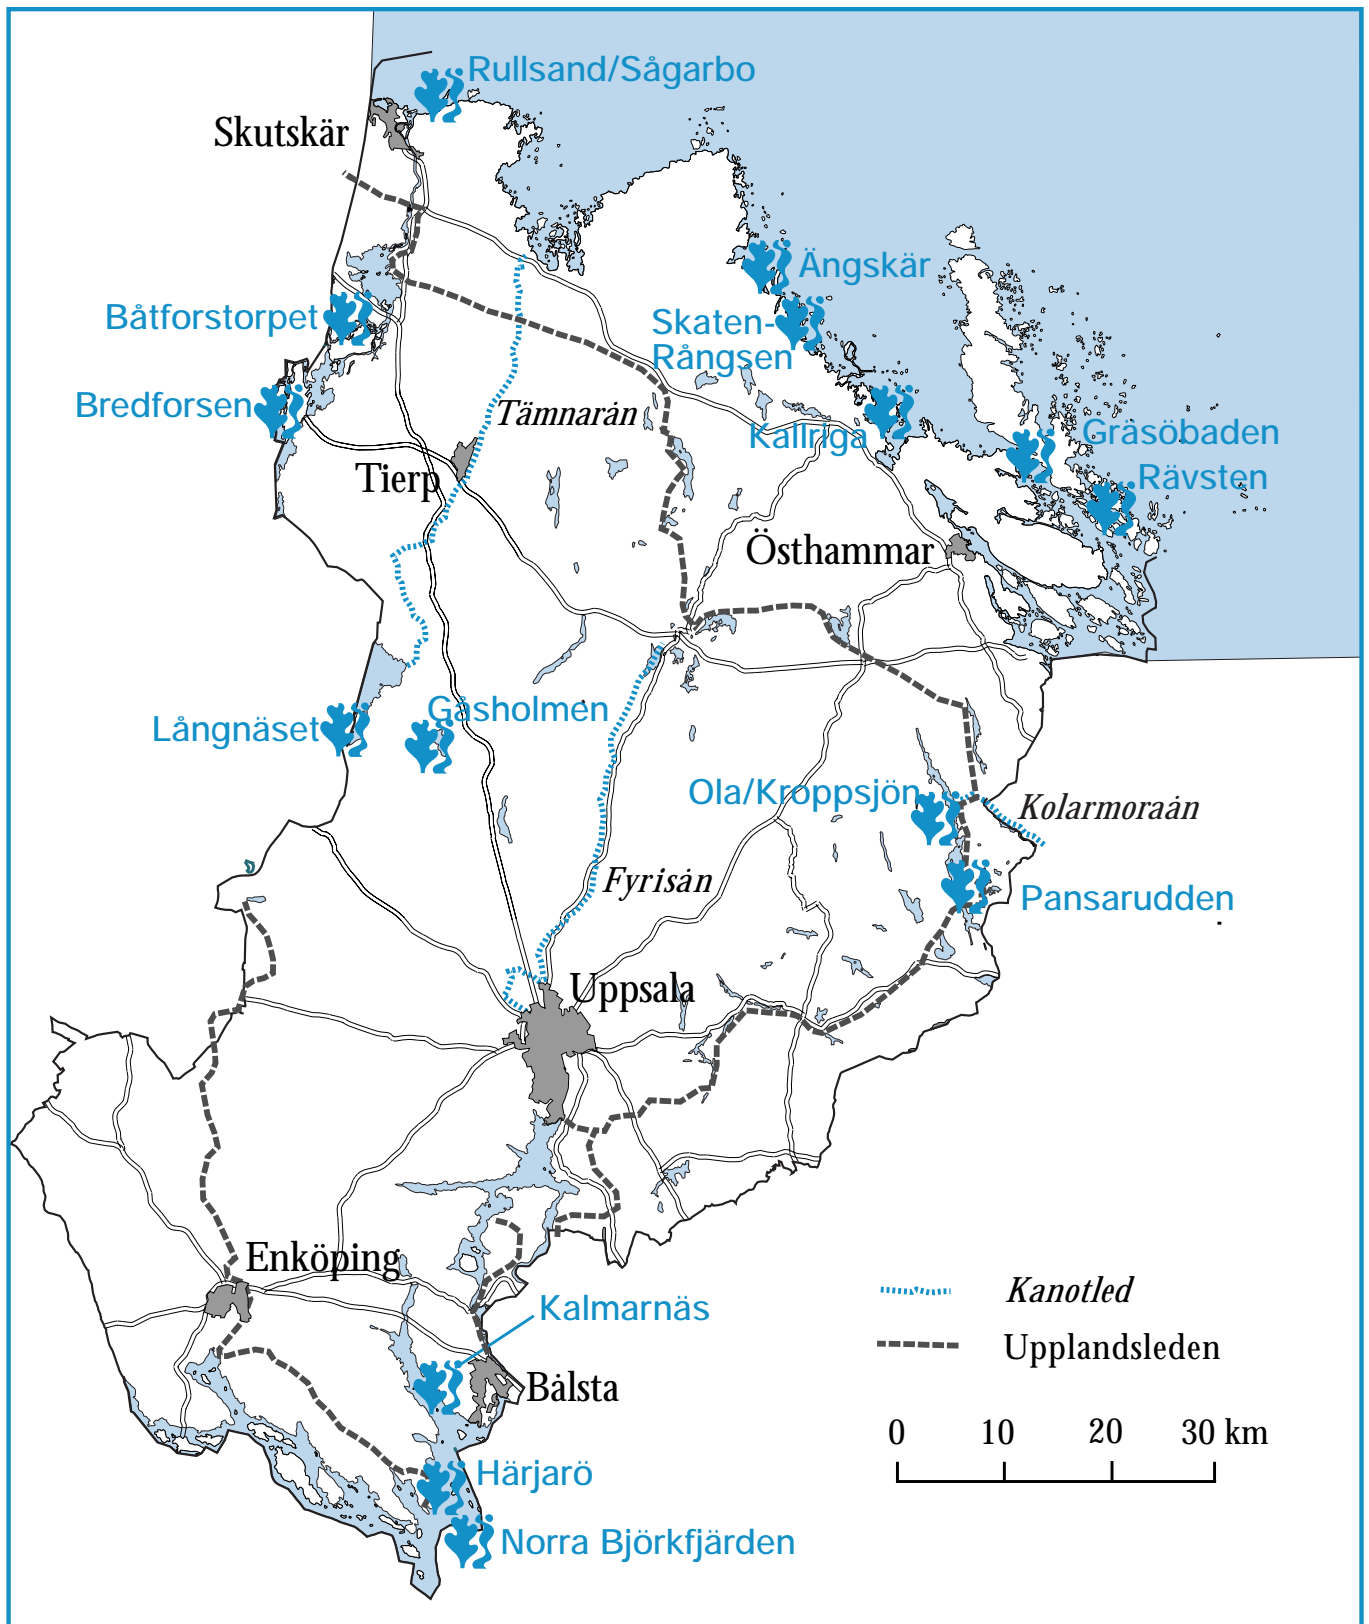 Rullsand/Sågarbo
Skutskär
Ängskär
Båtforstorpet
Skaten-
Rångsen
Bredforsen
Tämnarån
Kallriga
Gräsöbaden
Rävsten
Tierp
Östhammar
Långnäset
Gåsholmen
Ola/Kroppsjön
Kolarmoraån
Fyrisån
Pansarudden
Uppsala
Enköping
Kalmarnäs
Kanotled
Upplandsleden
Bålsta
0 10 20 30 km
Härjarö
Norra Björkfjärden